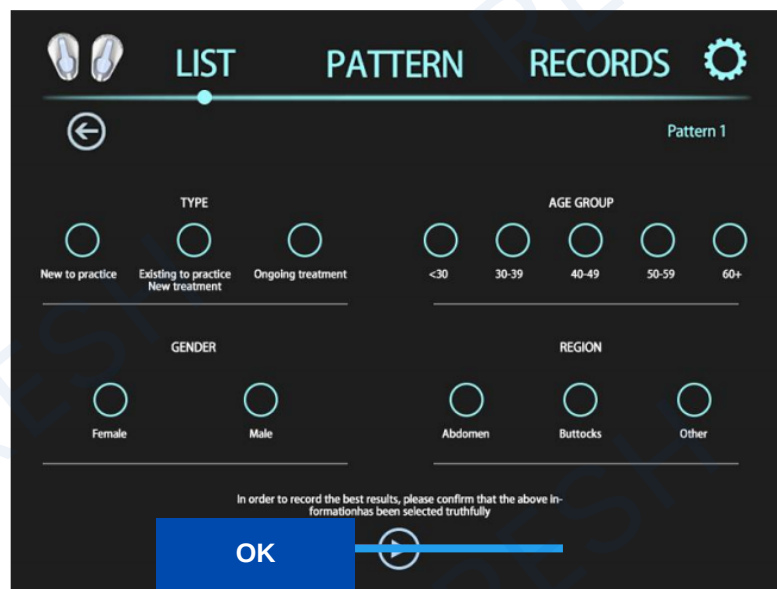 LIST PATTERN RECORDS
Pattern 1
TYPE
New to practice
Existing to practice
New treatment
Ongoing treatment
AGE GROUP
<30 30-39 40-49 50-59 60+
GENDER
Female Male
REGION
Abdomen Buttocks Other
In order to record the best results, please confirm that the above in-
formationhas been selected truthfully
OK